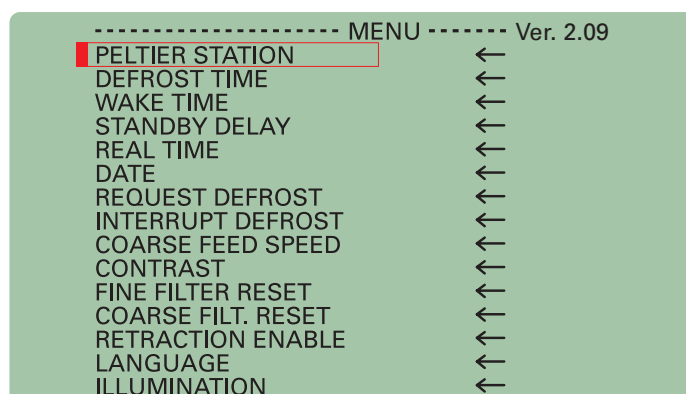 -------------------- MENU ------- Ver. 2.09
PELTIER STATION ←
DEFROST TIME ←
WAKE TIME ←
STANDBY DELAY ←
REAL TIME ←
DATE ←
REQUEST DEFROST ←
INTERRUPT DEFROST ←
COARSE FEED SPEED ←
CONTRAST ←
FINE FILTER RESET ←
COARSE FILT. RESET ←
RETRACTION ENABLE ←
LANGUAGE ←
ILLUMINATION ←